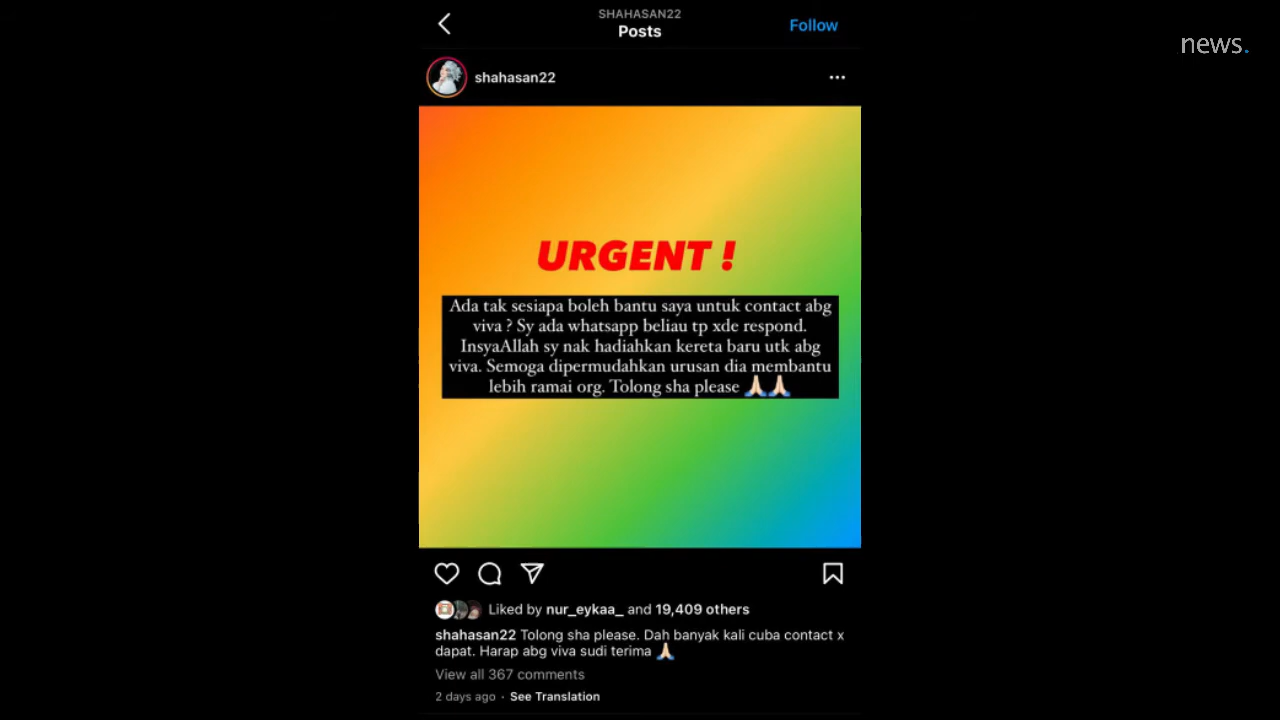 SHAHASAN22
Posts
Follow
news.
shahasan22
URGENT !
Ada tak sesiapa boleh bantu saya untuk contact abg
viva ? Sy ada whatsapp beliau tp xde respond.
InsyaAllah sy nak hadiahkan kereta baru utk abg
viva. Semoga dipermudahkan urusan dia membantu
lebih ramai org. Tolong sha please 🙏🏻🙏🏻
Liked by nur_eykaa_ and 19,409 others
shahasan22 Tolong sha please. Dah banyak kali cuba contact x
dapat. Harap abg viva sudi terima 🙏🏻
View all 367 comments
2 days ago · See Translation